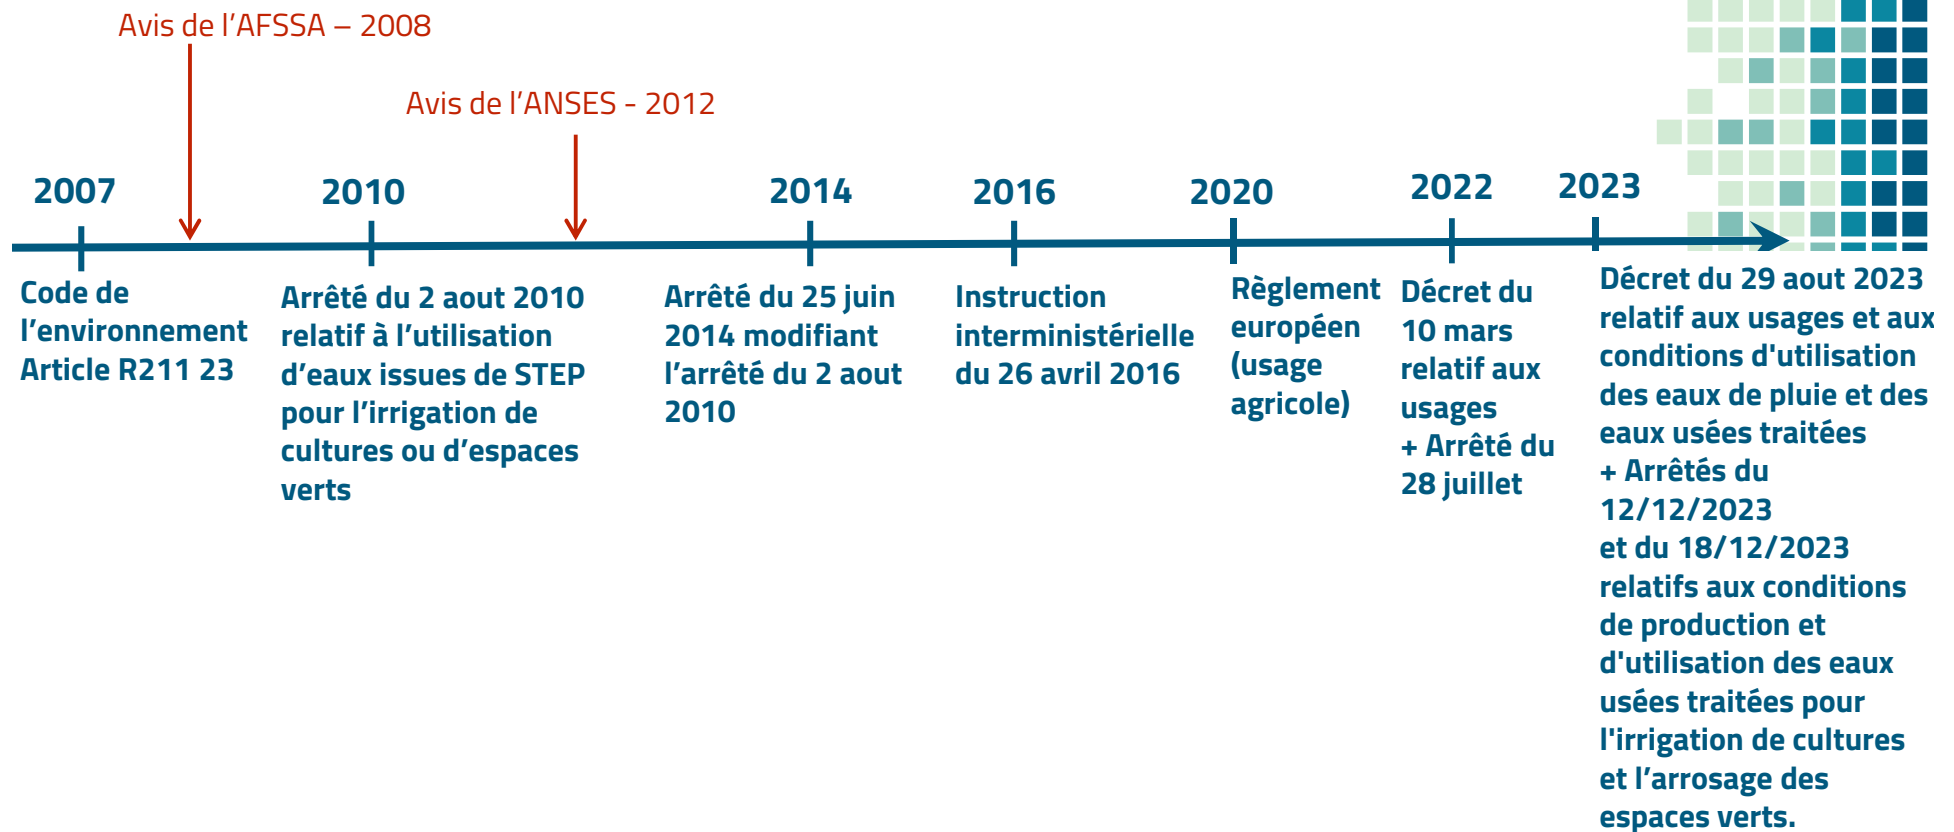 Avis de l’AFSSA – 2008
Avis de l’ANSES - 2012
2007
2010
2014
2016
2020
2022
2023
Code de
l’environnement
Article R211 23
Arrêté du 2 aout 2010
relatif à l’utilisation
d’eaux issues de STEP
pour l’irrigation de
cultures ou d’espaces
verts
Arrêté du 25 juin
2014 modifiant
l’arrêté du 2 aout
2010
Instruction
interministérielle
du 26 avril 2016
Règlement
européen
(usage
agricole)
Décret du
10 mars
relatif aux
usages
+ Arrêté du
28 juillet
Décret du 29 aout 2023
relatif aux usages et aux
conditions d'utilisation
des eaux de pluie et des
eaux usées traitées
+ Arrêtés du
12/12/2023
et du 18/12/2023
relatifs aux conditions
de production et
d'utilisation des eaux
usées traitées pour
l'irrigation de cultures
et l’arrosage des
espaces verts.